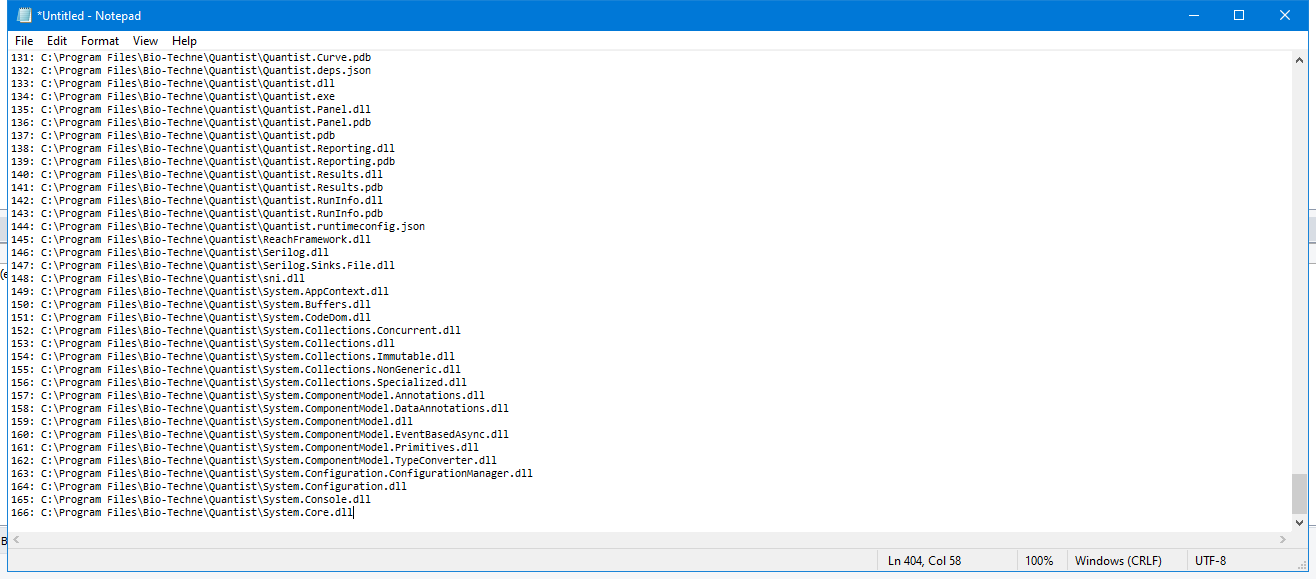 *Untitled - Notepad
File Edit Format View Help
131: C:\Program Files\Bio-Techne\Quantist\Quantist.Curve.pdb
132: C:\Program Files\Bio-Techne\Quantist\Quantist.deps.json
133: C:\Program Files\Bio-Techne\Quantist\Quantist.dll
134: C:\Program Files\Bio-Techne\Quantist\Quantist.exe
135: C:\Program Files\Bio-Techne\Quantist\Quantist.Panel.dll
136: C:\Program Files\Bio-Techne\Quantist\Quantist.Panel.pdb
137: C:\Program Files\Bio-Techne\Quantist\Quantist.pdb
138: C:\Program Files\Bio-Techne\Quantist\Quantist.Reporting.dll
139: C:\Program Files\Bio-Techne\Quantist\Quantist.Reporting.pdb
140: C:\Program Files\Bio-Techne\Quantist\Quantist.Results.dll
141: C:\Program Files\Bio-Techne\Quantist\Quantist.Results.pdb
142: C:\Program Files\Bio-Techne\Quantist\Quantist.RunInfo.dll
143: C:\Program Files\Bio-Techne\Quantist\Quantist.RunInfo.pdb
144: C:\Program Files\Bio-Techne\Quantist\Quantist.runtimeconfig.json
145: C:\Program Files\Bio-Techne\Quantist\ReachFramework.dll
146: C:\Program Files\Bio-Techne\Quantist\Serilog.dll
147: C:\Program Files\Bio-Techne\Quantist\Serilog.Sinks.File.dll
148: C:\Program Files\Bio-Techne\Quantist\sni.dll
149: C:\Program Files\Bio-Techne\Quantist\System.AppContext.dll
150: C:\Program Files\Bio-Techne\Quantist\System.Buffers.dll
151: C:\Program Files\Bio-Techne\Quantist\System.CodeDom.dll
152: C:\Program Files\Bio-Techne\Quantist\System.Collections.Concurrent.dll
153: C:\Program Files\Bio-Techne\Quantist\System.Collections.dll
154: C:\Program Files\Bio-Techne\Quantist\System.Collections.Immutable.dll
155: C:\Program Files\Bio-Techne\Quantist\System.Collections.NonGeneric.dll
156: C:\Program Files\Bio-Techne\Quantist\System.Collections.Specialized.dll
157: C:\Program Files\Bio-Techne\Quantist\System.ComponentModel.Annotations.dll
158: C:\Program Files\Bio-Techne\Quantist\System.ComponentModel.DataAnnotations.dll
159: C:\Program Files\Bio-Techne\Quantist\System.ComponentModel.dll
160: C:\Program Files\Bio-Techne\Quantist\System.ComponentModel.EventBasedAsync.dll
161: C:\Program Files\Bio-Techne\Quantist\System.ComponentModel.Primitives.dll
162: C:\Program Files\Bio-Techne\Quantist\System.ComponentModel.TypeConverter.dll
163: C:\Program Files\Bio-Techne\Quantist\System.Configuration.ConfigurationManager.dll
164: C:\Program Files\Bio-Techne\Quantist\System.Configuration.dll
165: C:\Program Files\Bio-Techne\Quantist\System.Console.dll
166: C:\Program Files\Bio-Techne\Quantist\System.Core.dll
Ln 404, Col 58 100% Windows (CRLF) UTF-8